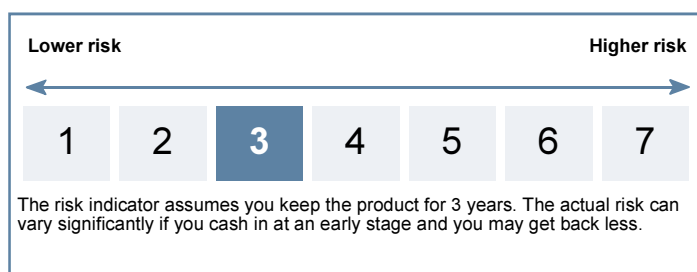 Lower risk Higher risk
1 2 3 4 5 6 7
The risk indicator assumes you keep the product for 3 years. The actual risk can
vary significantly if you cash in at an early stage and you may get back less.